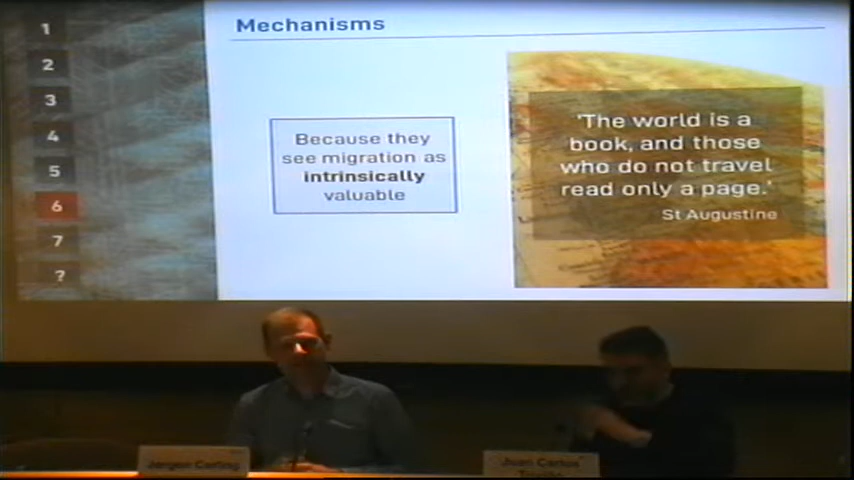 Mechanisms
1
2
3
4
5
6
7
?
Because they
see migration as
intrinsically
valuable
'The world is a
book, and those
who do not travel
read only a page.'
St Augustine
Jørgen Carling
Juan Carlos